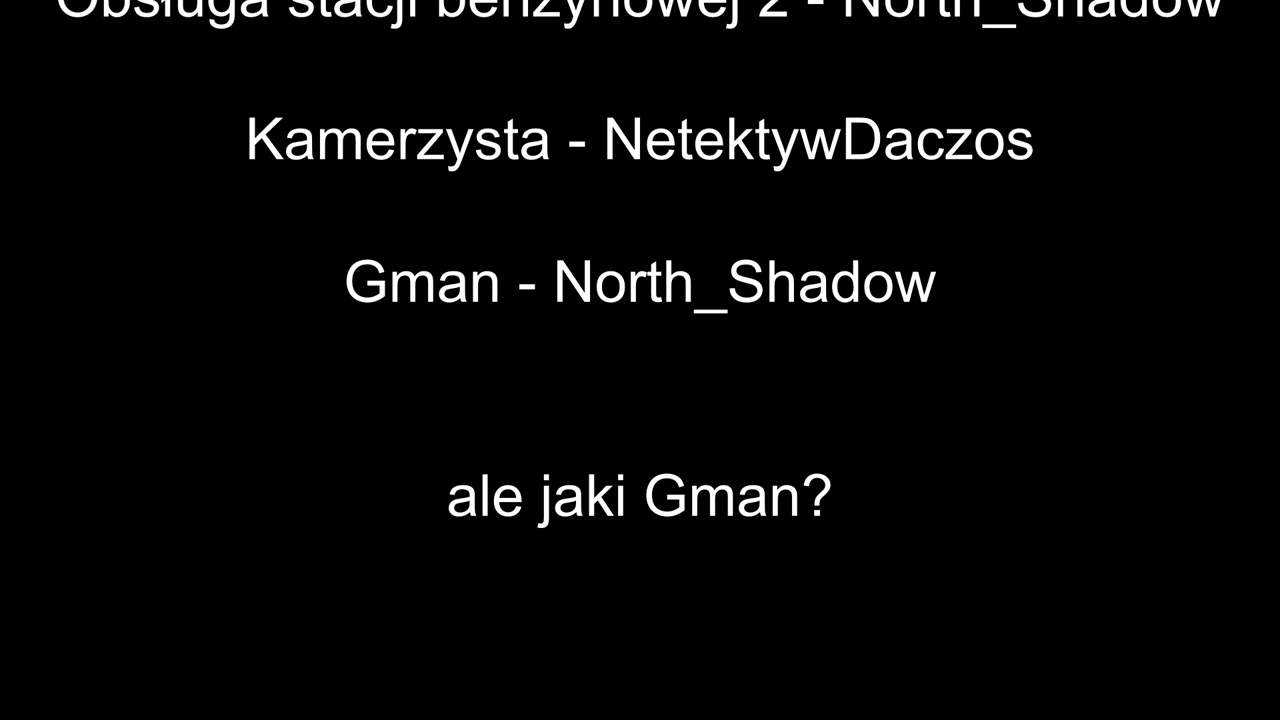 Obsługa stacji benzynowej 2 - North_Shadow
Kamerzysta - NetektywDaczos
Gman - North_Shadow
ale jaki Gman?